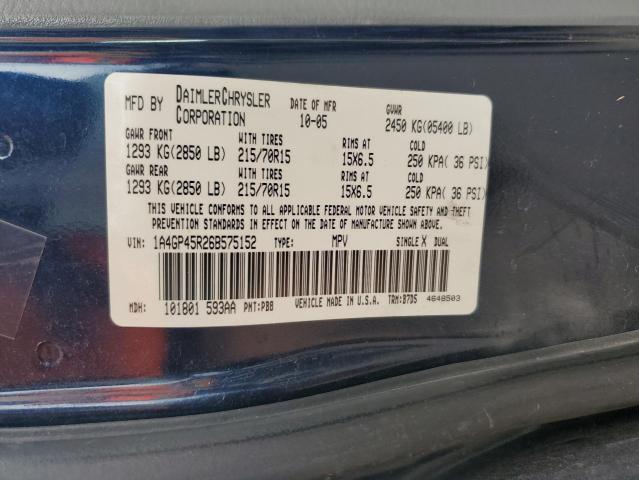 MFD BY DAIMLERCHRYSLER CORPORATION DATE OF MFR 10-05 GVWR 2450 KG(05400 LB)
GAWR FRONT WITH TIRES RIMS AT COLD
1293 KG(2850 LB) 215/70R15 15X6.5 250 KPA( 36 PSI)
GAWR REAR WITH TIRES RIMS AT COLD
1293 KG(2850 LB) 215/70R15 15X6.5 250 KPA( 36 PSI)
THIS VEHICLE CONFORMS TO ALL APPLICABLE FEDERAL MOTOR VEHICLE SAFETY AND THEFT
PREVENTION STANDARDS IN EFFECT ON THE DATE OF MANUFACTURE SHOWN ABOVE.
VIN: 1A4GP45R26B575152 TYPE: MPV SINGLE X DUAL
MDH: 101801 593AA PNT:PBB VEHICLE MADE IN U.S.A. TRM:B7D5 4648503